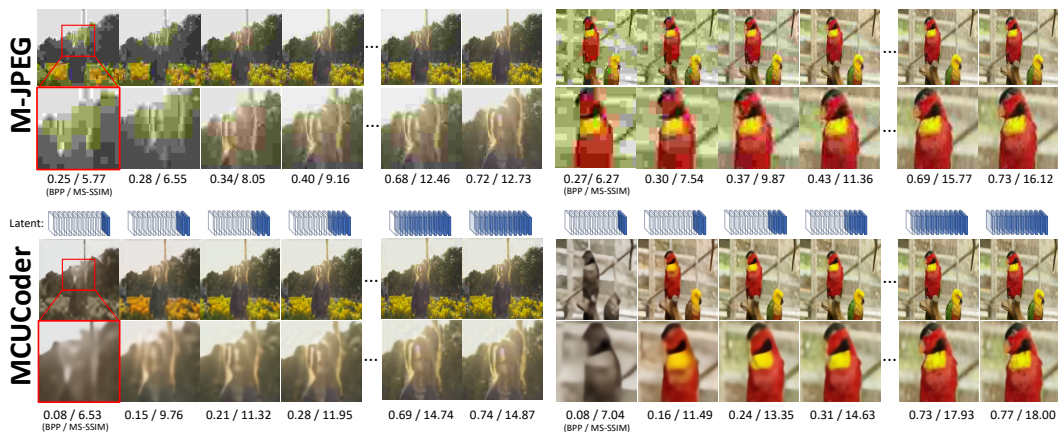 M-JPEG
...
...
...
...
0.25 / 5.77 0.28 / 6.55 0.34/ 8.05 0.40 / 9.16 0.68 / 12.46 0.72 / 12.73 0.27/ 6.27 0.30 / 7.54 0.37 / 9.87 0.43 / 11.36 0.69 / 15.77 0.73 / 16.12
(BPP / MS-SSIM) (BPP / MS-SSIM)
Latent:
MCUCoder
...
...
...
0.08 / 6.53 0.15 / 9.76 0.21 / 11.32 0.28 / 11.95 0.69 / 14.74 0.74 / 14.87 0.08 / 7.04 0.16 / 11.49 0.24 / 13.35 0.31 / 14.63 0.73 / 17.93 0.77 / 18.00
(BPP / MS-SSIM) (BPP / MS-SSIM)